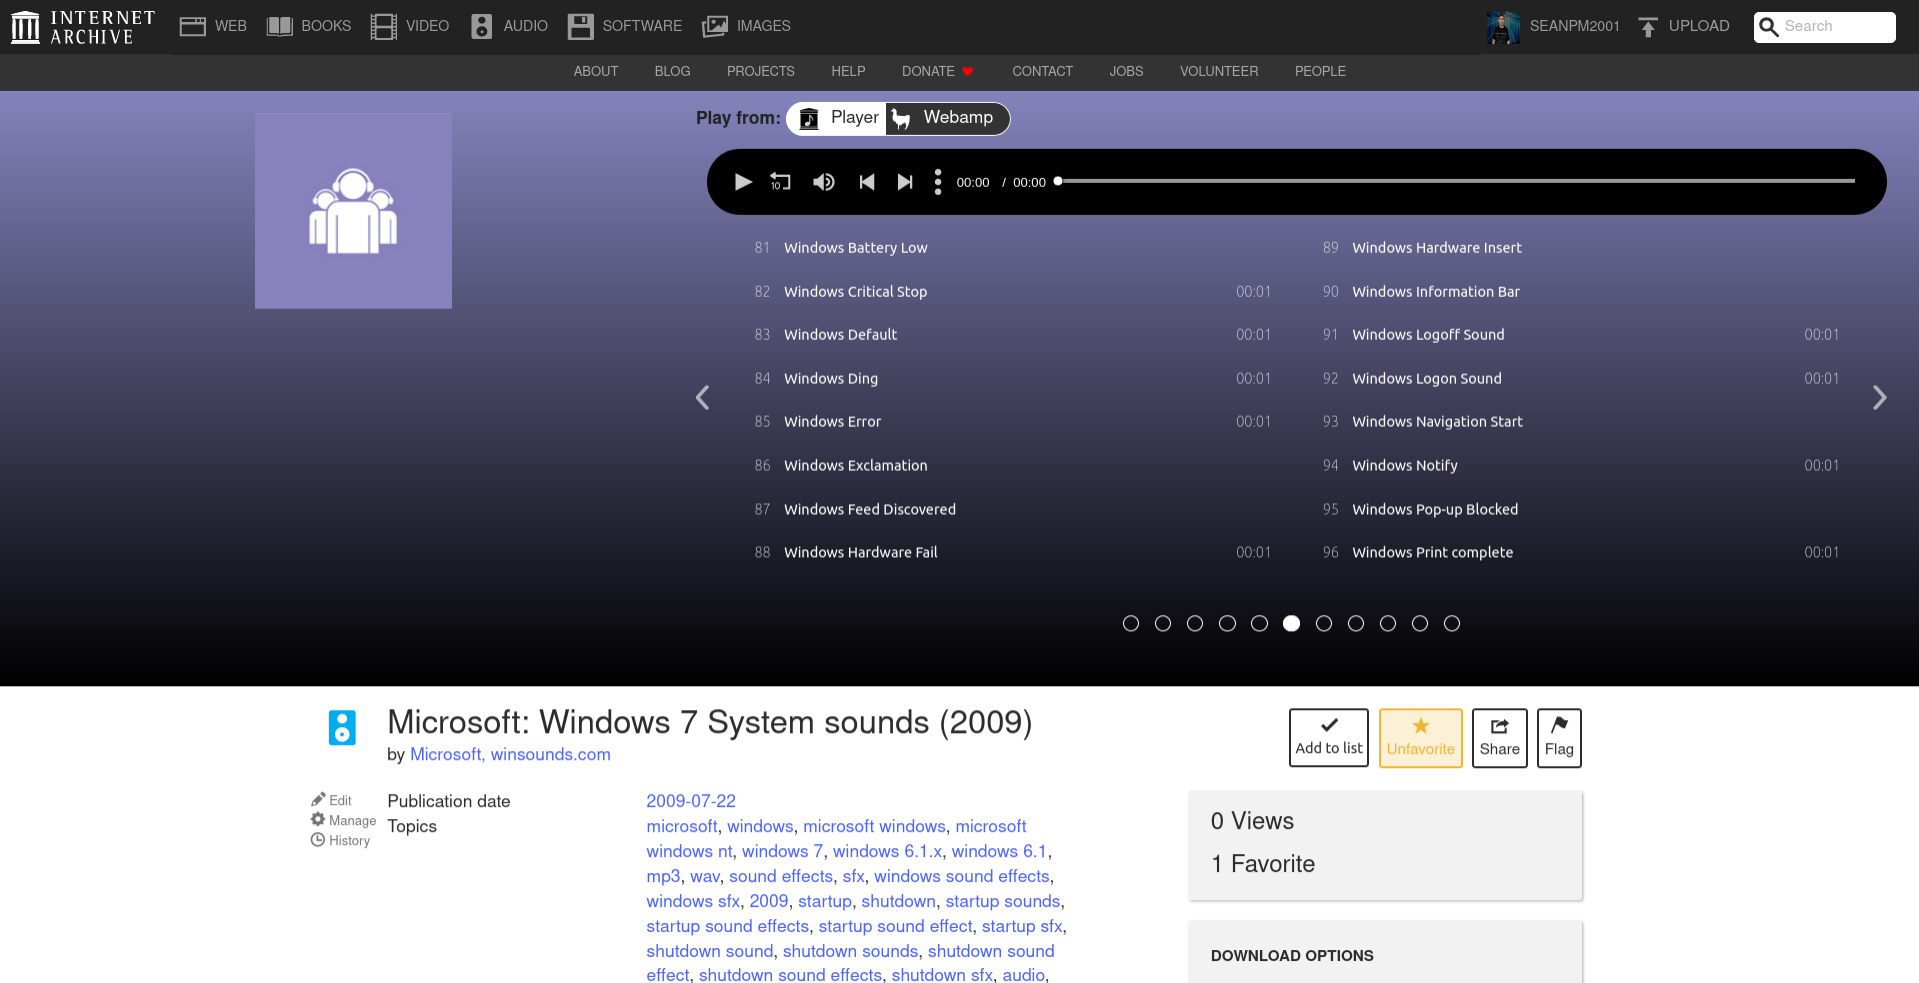 INTERNET ARCHIVE
WEB BOOKS VIDEO AUDIO SOFTWARE IMAGES SEANPM2001 UPLOAD Search
ABOUT BLOG PROJECTS HELP DONATE CONTACT JOBS VOLUNTEER PEOPLE
Play from: Player Webamp
10 00:00 / 00:00
81 Windows Battery Low
82 Windows Critical Stop 00:01
83 Windows Default 00:01
84 Windows Ding 00:01
85 Windows Error 00:01
86 Windows Exclamation
87 Windows Feed Discovered
88 Windows Hardware Fail 00:01
89 Windows Hardware Insert
90 Windows Information Bar
91 Windows Logoff Sound 00:01
92 Windows Logon Sound 00:01
93 Windows Navigation Start
94 Windows Notify 00:01
95 Windows Pop-up Blocked
96 Windows Print complete 00:01
Microsoft: Windows 7 System sounds (2009)
by Microsoft, winsounds.com
Add to list Unfavorite Share Flag
Edit
Manage
History
Publication date 2009-07-22
Topics microsoft, windows, microsoft windows, microsoft
windows nt, windows 7, windows 6.1.x, windows 6.1,
mp3, wav, sound effects, sfx, windows sound effects,
windows sfx, 2009, startup, shutdown, startup sounds,
startup sound effects, startup sound effect, startup sfx,
shutdown sound, shutdown sounds, shutdown sound
effect, shutdown sound effects, shutdown sfx, audio,
0 Views
1 Favorite
DOWNLOAD OPTIONS